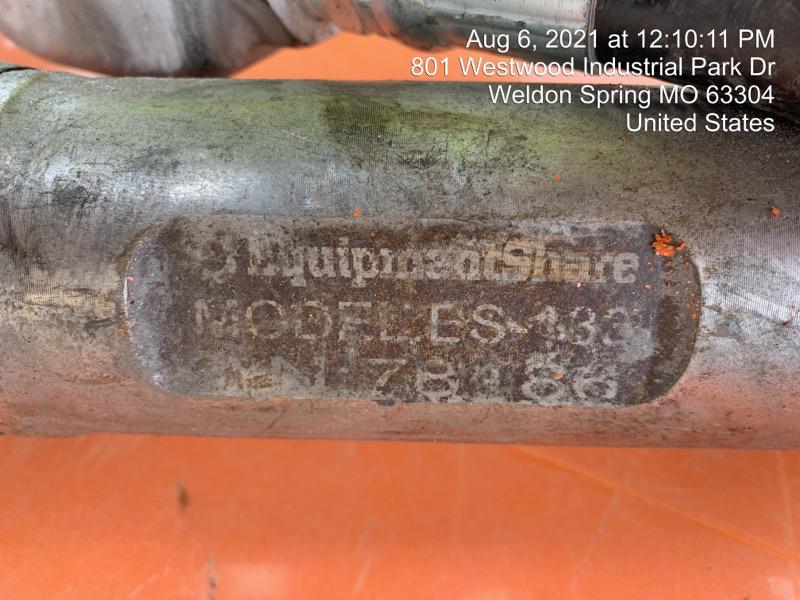 Aug 6, 2021 at 12:10:11 PM
801 Westwood Industrial Park Dr
Weldon Spring MO 63304
United States
EquipmentShare
MODEL:ES-133